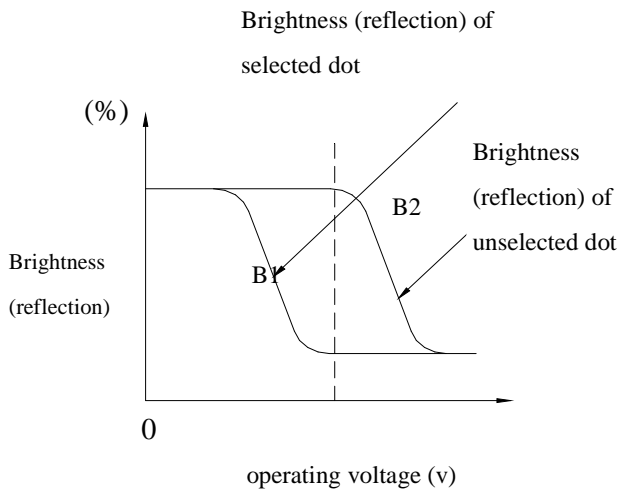 Brightness (reflection) of
selected dot
(%)
Brightness
(reflection) of
unselected dot
B2
B1
Brightness
(reflection)
0
operating voltage (v)